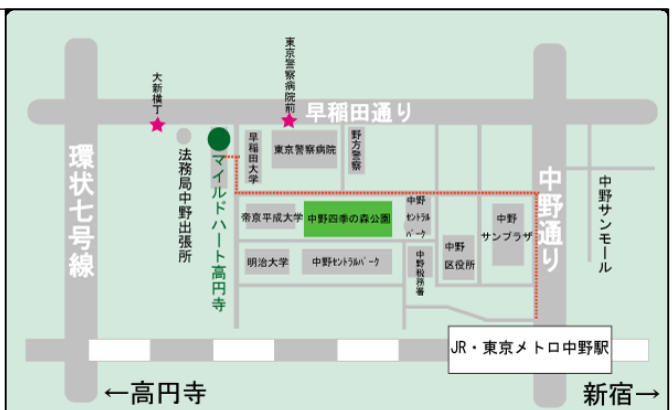 大新横丁
東京警察病院前
早稲田通り
環状七号線
法務局中野出張所
マイルドハート高円寺
早稲田大学
東京警察病院
野方警察
中野通り
中野サンモール
帝京平成大学
中野四季の森公園
中野
セントラル
パーク
中野
サンプラザ
明治大学
中野セントラルパーク
中野税務署
中野
区役所
JR・東京メトロ中野駅
←高円寺
新宿→